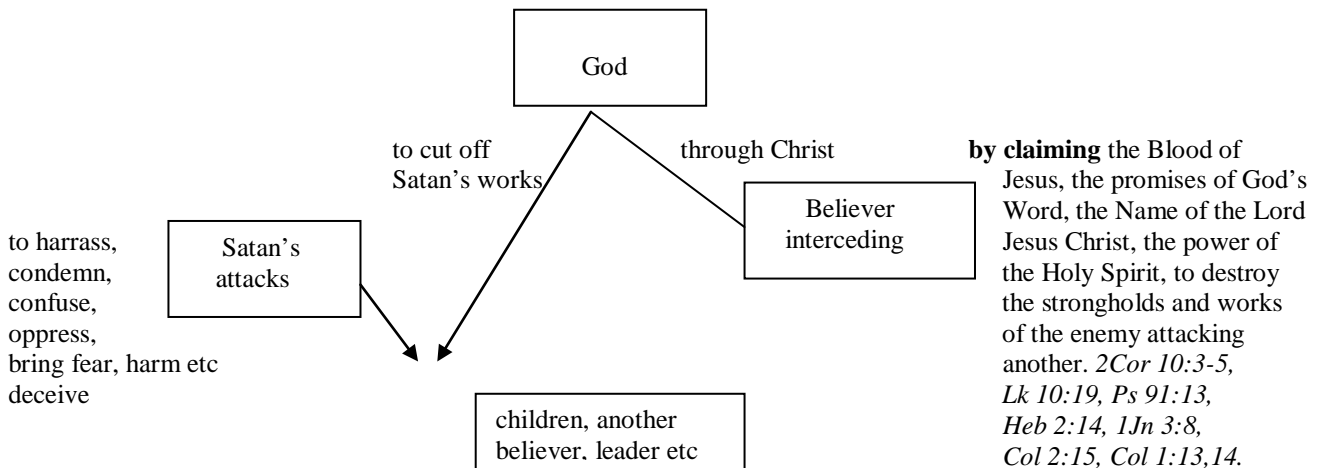 God
to cut off
Satan's works
through Christ
by claiming the Blood of
Jesus, the promises of God's
Word, the Name of the Lord
Jesus Christ, the power of
the Holy Spirit, to destroy
the strongholds and works
of the enemy attacking
another. 2Cor 10:3-5,
Lk 10:19, Ps 91:13,
Heb 2:14, 1Jn 3:8,
Col 2:15, Col 1:13,14.
Believer
interceding
to harrass,
condemn,
confuse,
oppress,
bring fear, harm etc
deceive
Satan's
attacks
children, another
believer, leader etc